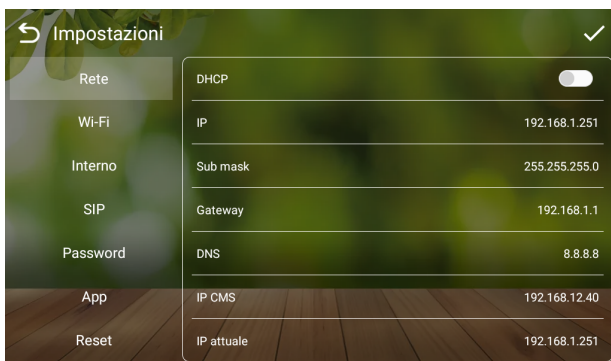 Impostazioni
Rete
Wi-Fi
Interno
SIP
Password
App
Reset
DHCP
IP 192.168.1.251
Sub mask 255.255.255.0
Gateway 192.168.1.1
DNS 8.8.8.8
IP CMS 192.168.12.40
IP attuale 192.168.1.251